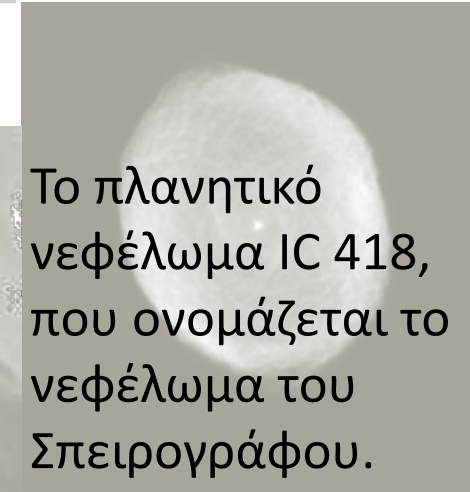 Το πλανητικό
νεφέλωμα IC 418,
που ονομάζεται το
νεφέλωμα του
Σπειρογράφου.